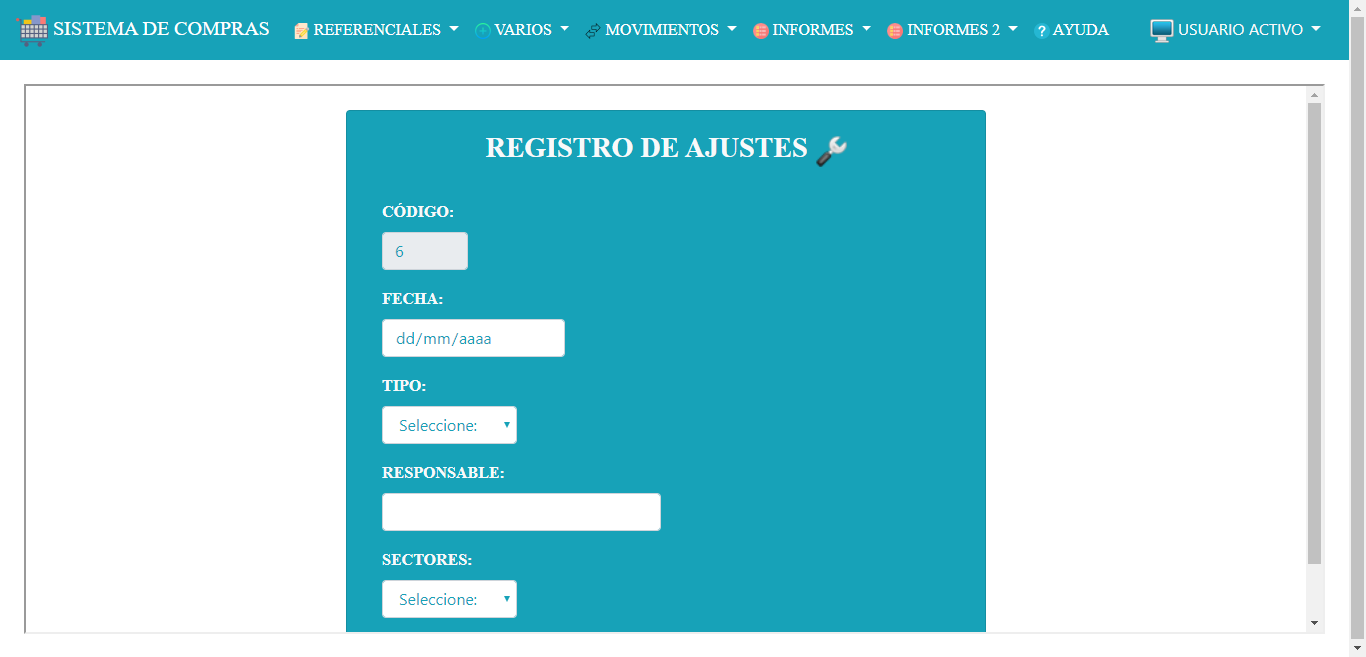 SISTEMA DE COMPRAS REFERENCIALES VARIOS MOVIMIENTOS INFORMES INFORMES 2 ? AYUDA USUARIO ACTIVO
REGISTRO DE AJUSTES
CÓDIGO:
6
FECHA:
dd/mm/aaaa
TIPO:
Seleccione:
RESPONSABLE:
SECTORES:
Seleccione: